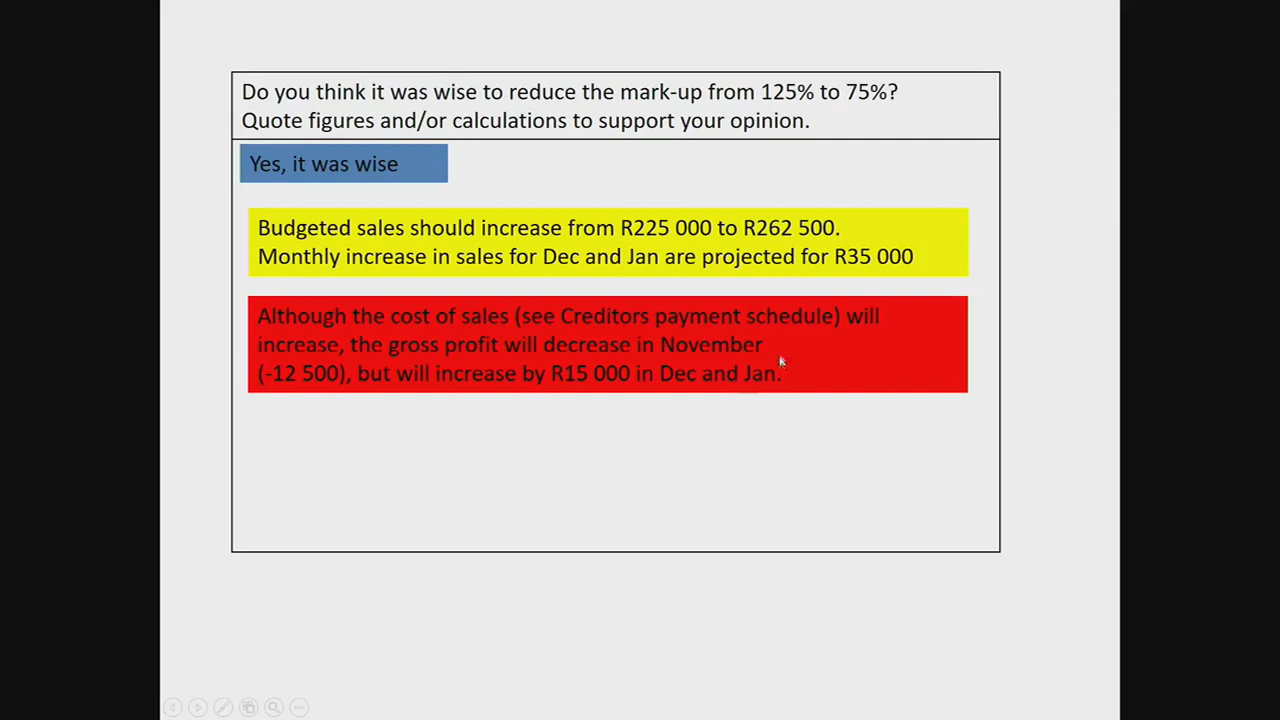 Do you think it was wise to reduce the mark-up from 125% to 75%?
Quote figures and/or calculations to support your opinion.
Yes, it was wise
Budgeted sales should increase from R225 000 to R262 500.
Monthly increase in sales for Dec and Jan are projected for R35 000
Although the cost of sales (see Creditors payment schedule) will
increase, the gross profit will decrease in November
(-12 500), but will increase by R15 000 in Dec and Jan.